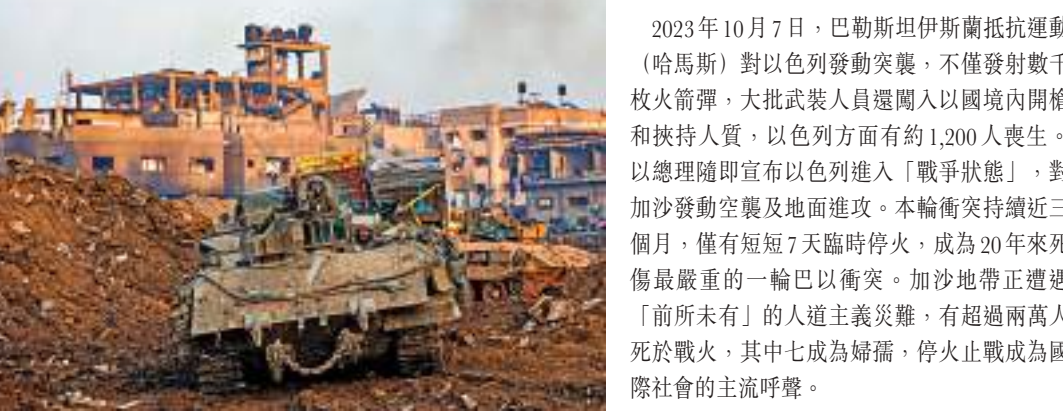 2023年10月7日，巴勒斯坦伊斯蘭抵抗運動
（哈馬斯）對以色列發動突襲，不僅發射數千
枚火箭彈，大批武裝人員還闖入以國境內開槍
和挾持人質，以色列方面有約1,200人喪生。
以總理隨即宣布以色列進入「戰爭狀態」，對
加沙發動空襲及地面進攻。本輪衝突持續近三
個月，僅有短短7天臨時停火，成為20年來死
傷最嚴重的一輪巴以衝突。加沙地帶正遭遇
「前所未有」的人道主義災難，有超過兩萬人
死於戰火，其中七成為婦孺，停火止戰成為國
際社會的主流呼聲。